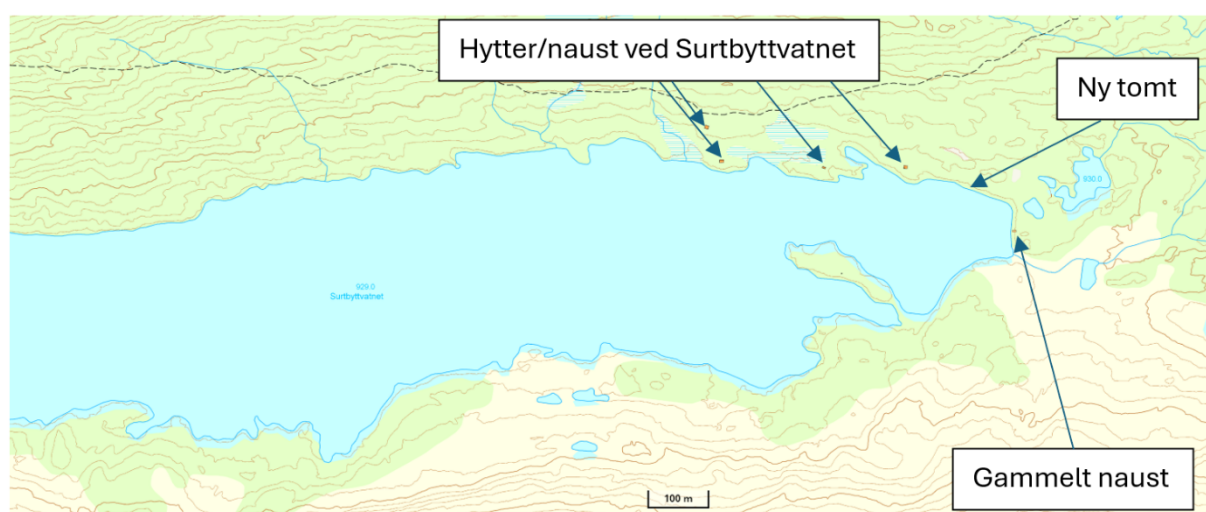 Hytter/naust ved Surtbyttvatnet
Ny tomt
930.0
929.0
Surtbyttvatnet
Gammelt naust
100 m